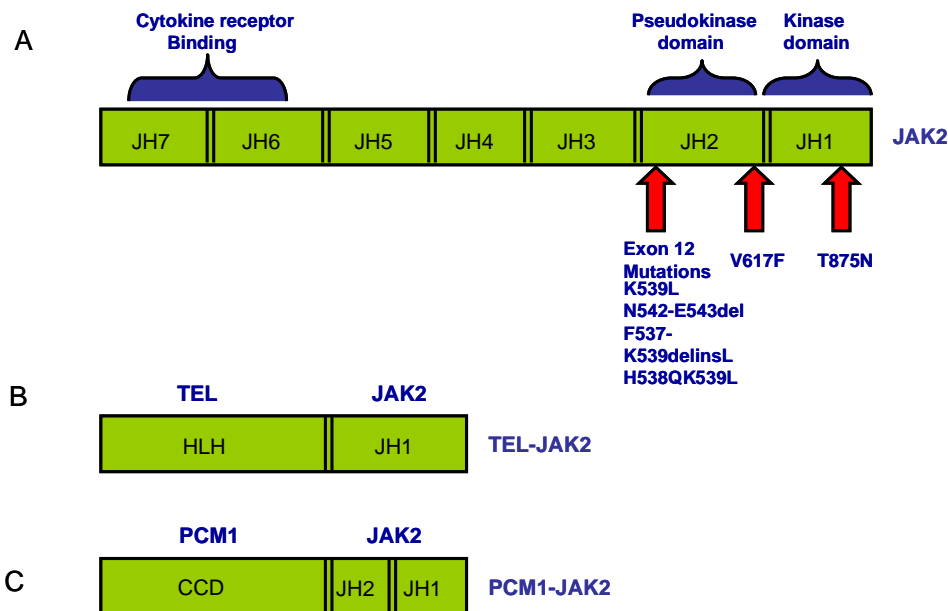 A
Cytokine receptor
Binding
Pseudokinase
domain
Kinase
domain
JH7 JH6 JH5 JH4 JH3 JH2 JH1
JAK2
Exon 12
Mutations
K539L
N542-E543del
F537-
K539delinsL
H538QK539L
V617F
T875N
B
TEL JAK2
HLH JH1
TEL-JAK2
C
PCM1 JAK2
CCD JH2 JH1
PCM1-JAK2